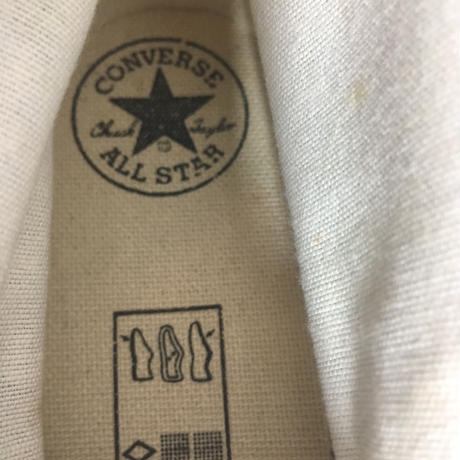 CONVERSE
Chuck Taylor
ALL STAR